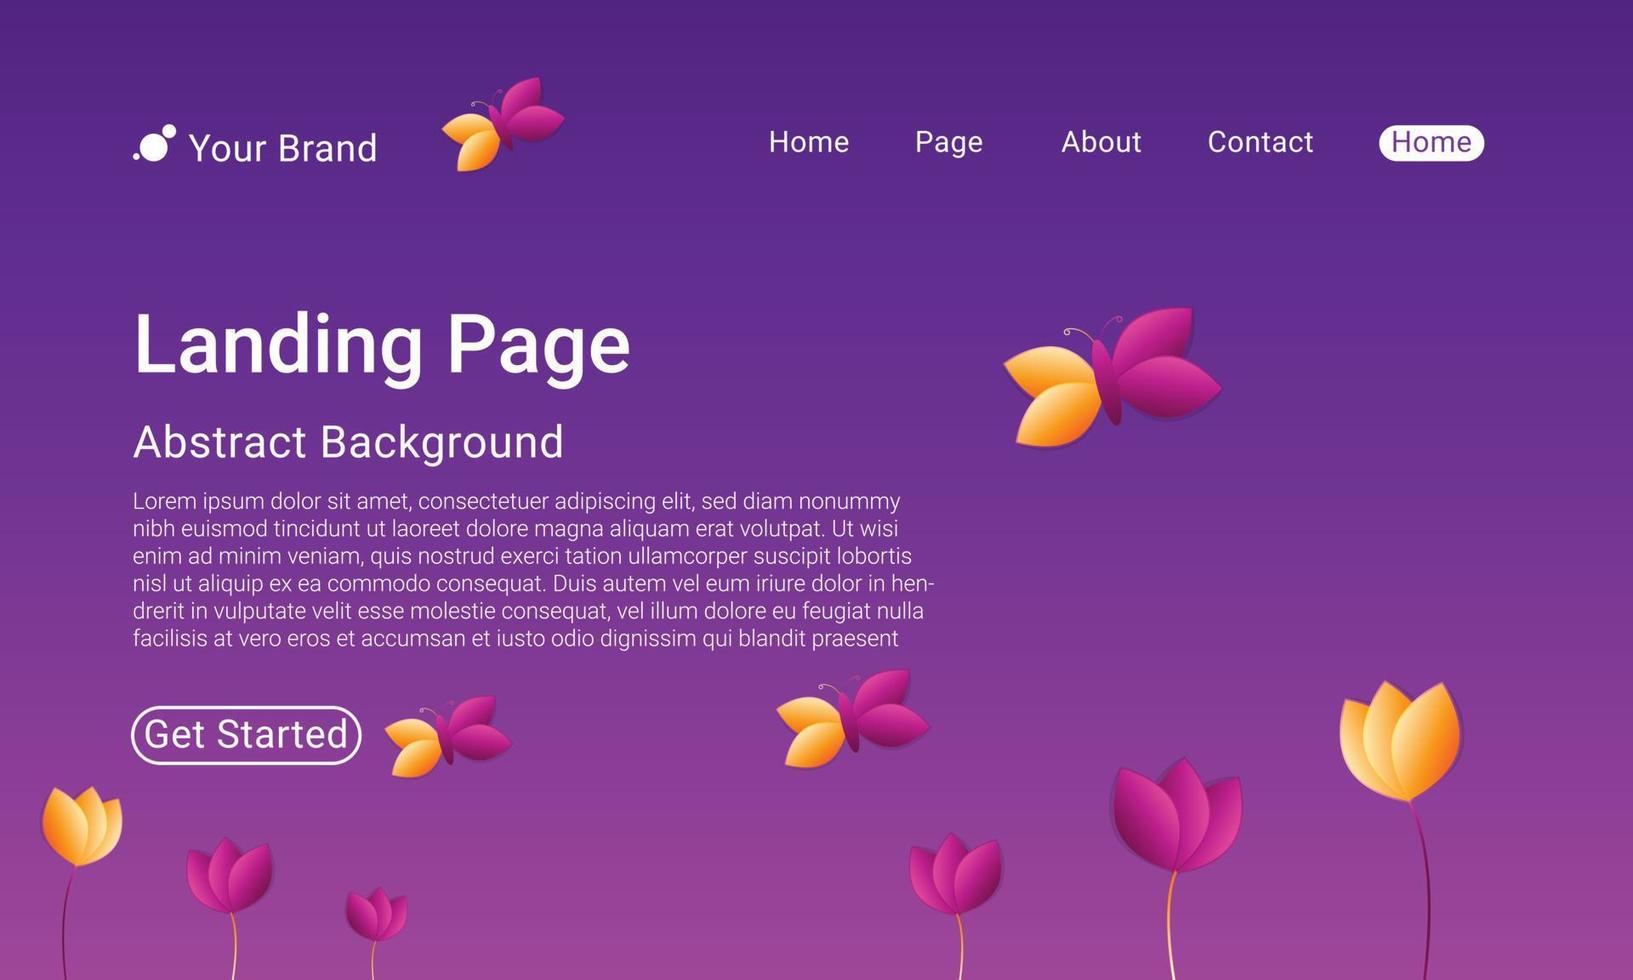 Your Brand
Home Page About Contact Home
Landing Page
Abstract Background
Lorem ipsum dolor sit amet, consectetuer adipiscing elit, sed diam nonummy
nibh euismod tincidunt ut laoreet dolore magna aliquam erat volutpat. Ut wisi
enim ad minim veniam, quis nostrud exerci tation ullamcorper suscipit lobortis
nisl ut aliquip ex ea commodo consequat. Duis autem vel eum iriure dolor in hen-
drerit in vulputate velit esse molestie consequat, vel illum dolore eu feugiat nulla
facilisis at vero eros et accumsan et iusto odio dignissim qui blandit praesent
Get Started